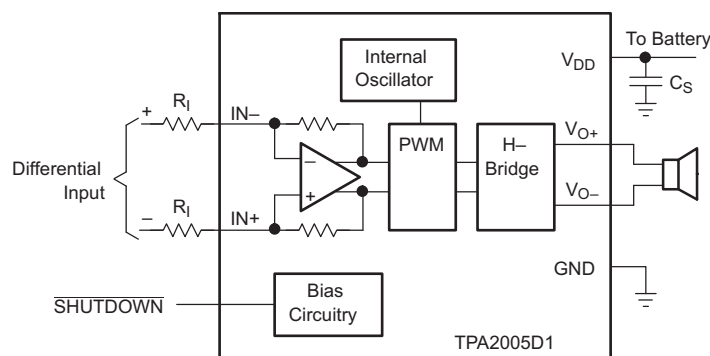 Internal
Oscillator
To Battery
VDD
CS
+
RI
IN−
VO+
−
PWM
H−
Bridge
Differential
Input
+
VO−
−
RI
IN+
GND
SHUTDOWN
Bias
Circuitry
TPA2005D1